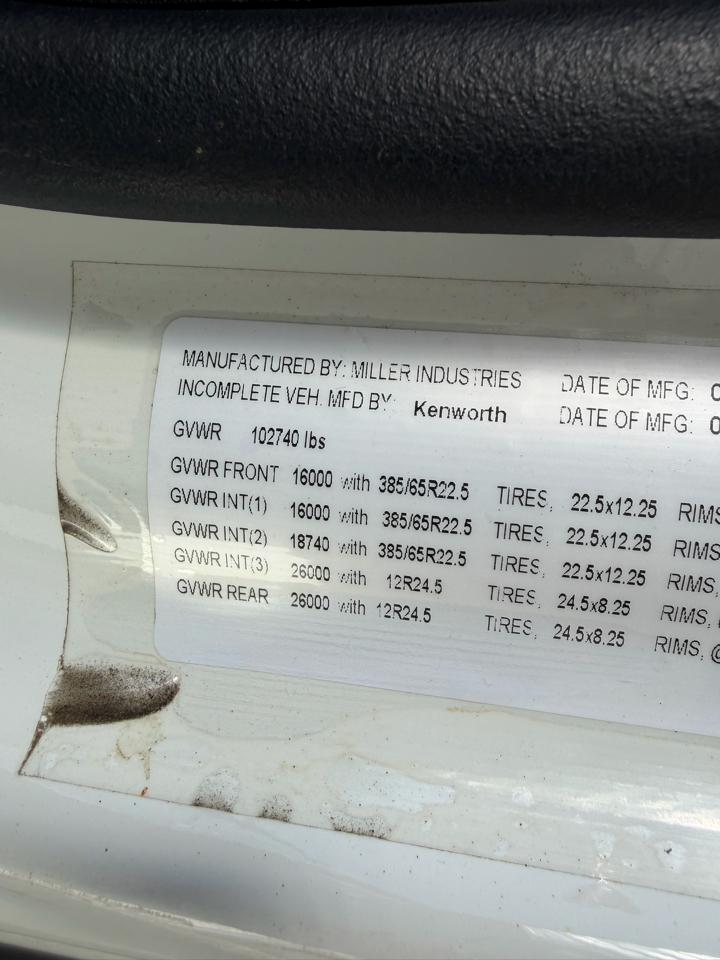 MANUFACTURED BY: MILLER INDUSTRIES DATE OF MFG: 0
INCOMPLETE VEH. MFD BY: Kenworth DATE OF MFG: 0
GVWR 102740 lbs
GVWR FRONT 16000 with 385/65R22.5 TIRES, 22.5x12.25 RIMS
GVWR INT(1) 16000 with 385/65R22.5 TIRES, 22.5x12.25 RIMS,
GVWR INT(2) 18740 with 385/65R22.5 TIRES, 22.5x12.25 RIMS,
GVWR INT(3) 26000 with 12R24.5 TIRES, 24.5x8.25 RIMS,
GVWR REAR 26000 with 12R24.5 TIRES, 24.5x8.25 RIMS, @